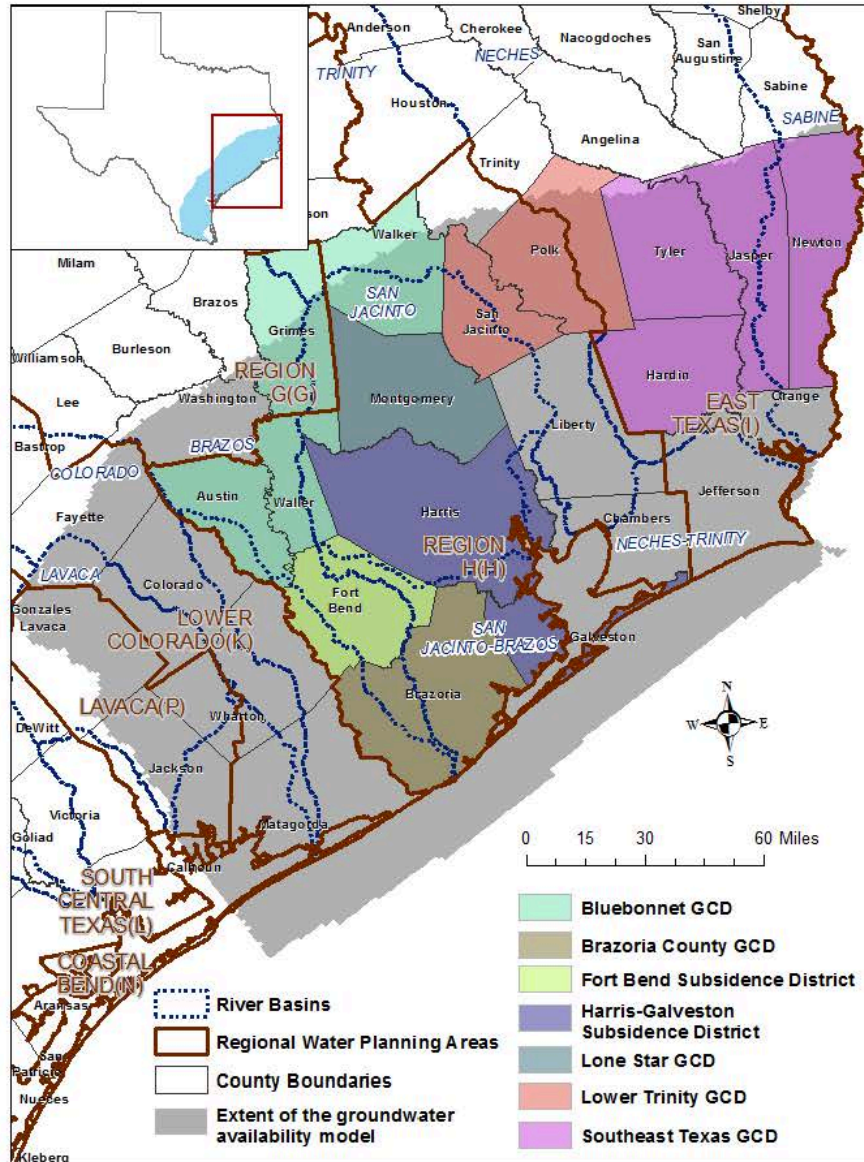 Shelby
Anderson
Cherokee
Nacogdoches
San
Augustine
NECHES
TRINITY
Sabine
Houston
SABINE
Angelina
Trinity
son
Walker
Milam
Polk
Tyler
Jasper
Newton
Brazos
SAN
JACINTO
San
Jacinto
Grimes
Burleson
Williamson
REGION
G(G)
Washington
Montgomery
Hardin
Lee
EAST
TEXAS(I)
Orange
Liberty
Bastrop
BRAZOS
COLORADO
Austin
Waller
Harris
Jefferson
Fayette
Chambers
NECHES-TRINITY
REGION
H(H)
LAVACA
Colorado
Fort
Bend
Gonzales
Lavaca
LOWER
COLORADO(K)
SAN
JACINTO-BRAZOS
Galveston
Brazoria
LAVACA(P)
Wharton
DeWitt
Jackson
N
W
E
S
Victoria
Matagorda
Goliad
Calhoun
0 15 30 60 Miles
SOUTH
CENTRAL
TEXAS(L)
COASTAL
BEND(N)
Aransas
San
Patricio
Nueces
Kleberg
River Basins
Regional Water Planning Areas
County Boundaries
Extent of the groundwater
availability model
Bluebonnet GCD
Brazoria County GCD
Fort Bend Subsidence District
Harris-Galveston
Subsidence District
Lone Star GCD
Lower Trinity GCD
Southeast Texas GCD